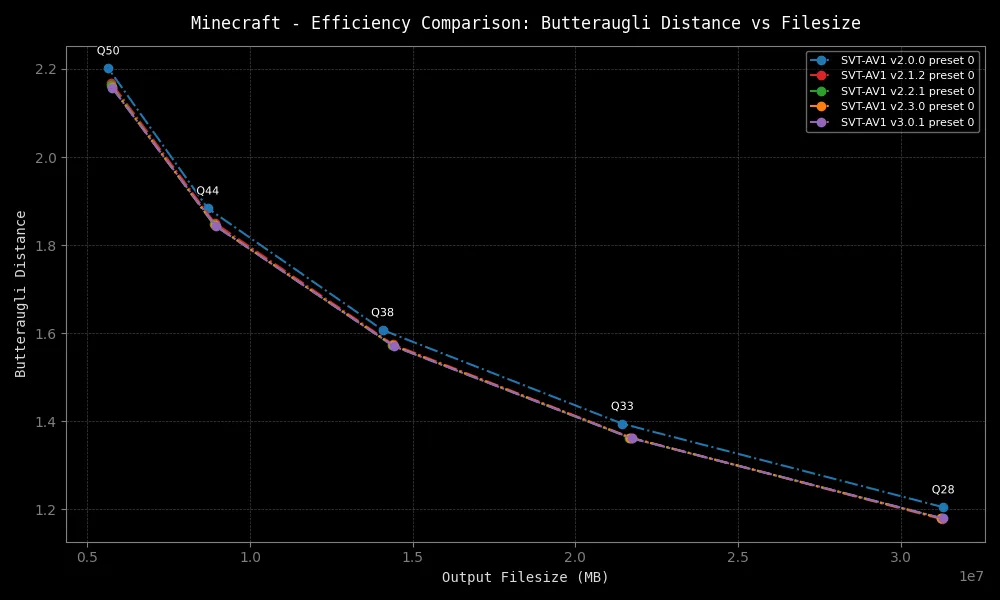 Minecraft - Efficiency Comparison: Butteraugli Distance vs Filesize
SVT-AV1 v2.0.0 preset 0
SVT-AV1 v2.1.2 preset 0
SVT-AV1 v2.2.1 preset 0
SVT-AV1 v2.3.0 preset 0
SVT-AV1 v3.0.1 preset 0
Q50
Q44
Q38
Q33
Q28
Butteraugli Distance
2.2
2.0
1.8
1.6
1.4
1.2
0.5 1.0 1.5 2.0 2.5 3.0
1e7
Output Filesize (MB)